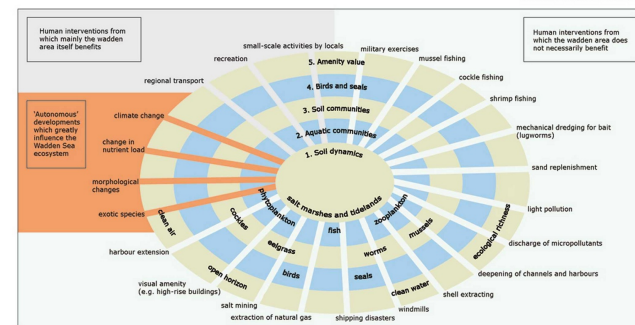 Human interventions from
which mainly the wadden
area itself benefits
Human interventions from
which the wadden area does
not necessarily benefit
'Autonomous'
developments
which greatly
influence the
Wadden Sea
ecosystem
small-scale activities by locals
military exercises
recreation
mussel fishing
regional transport
cockle fishing
shrimp fishing
climate change
mechanical dredging for bait
(lugworms)
change in
nutrient load
sand replenishment
morphological
changes
light pollution
exotic species
discharge of micropollutants
harbour extension
deepening of channels and harbours
visual amenity
(e.g. high-rise buildings)
shell extracting
salt mining
windmills
extraction of natural gas
shipping disasters
5. Amenity value
4. Birds and seals
3. Soil communities
2. Aquatic communities
1. Soil dynamics
salt marshes and tidelands
phytoplankton
fish
zooplankton
cockles
eelgrass
worms
mussels
clean air
open horizon
birds
seals
clean water
ecological richness